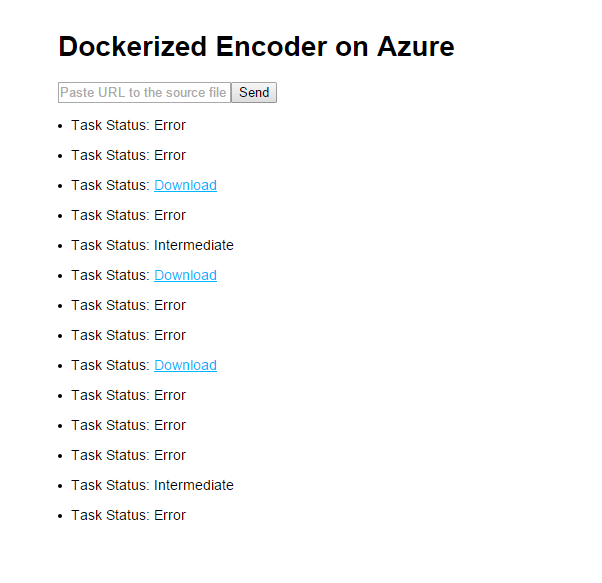 Dockerized Encoder on Azure
Paste URL to the source file Send
Task Status: Error
Task Status: Error
Task Status: Download
Task Status: Error
Task Status: Intermediate
Task Status: Download
Task Status: Error
Task Status: Error
Task Status: Download
Task Status: Error
Task Status: Error
Task Status: Error
Task Status: Intermediate
Task Status: Error